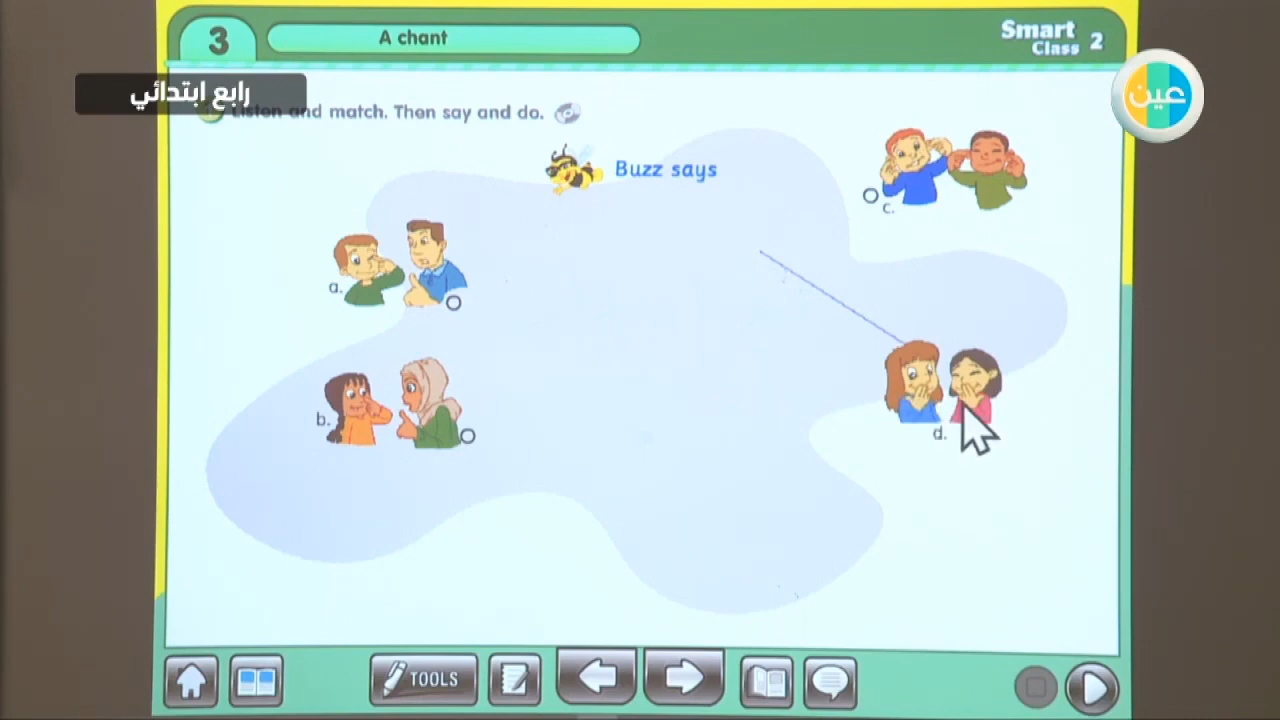 3
A chant
Smart
Class 2
رابع ابتدائي
عين
Listen and match. Then say and do.
Buzz says
c.
a.
b.
d.
TOOLS